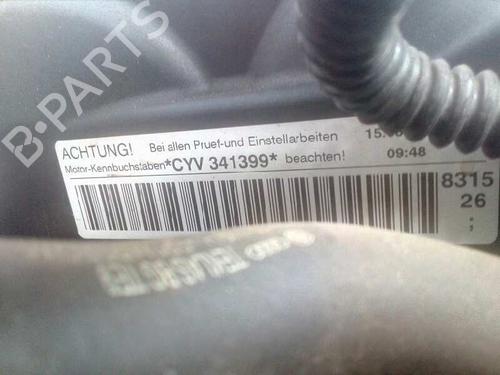 B-PARTS
ACHTUNG! Bei allen Pruef-und Einstellarbeiten
Motor-Kennbuchstaben*CYV 341399* beachten!
09:48
8315
26